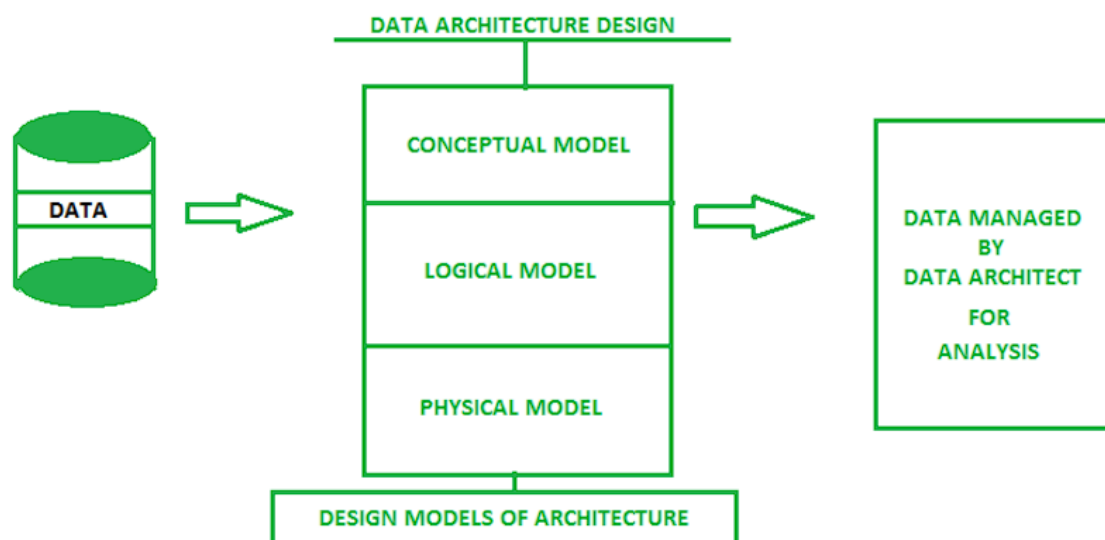 DATA ARCHITECTURE DESIGN
DATA
CONCEPTUAL MODEL
LOGICAL MODEL
PHYSICAL MODEL
DATA MANAGED
BY
DATA ARCHITECT
FOR
ANALYSIS
DESIGN MODELS OF ARCHITECTURE